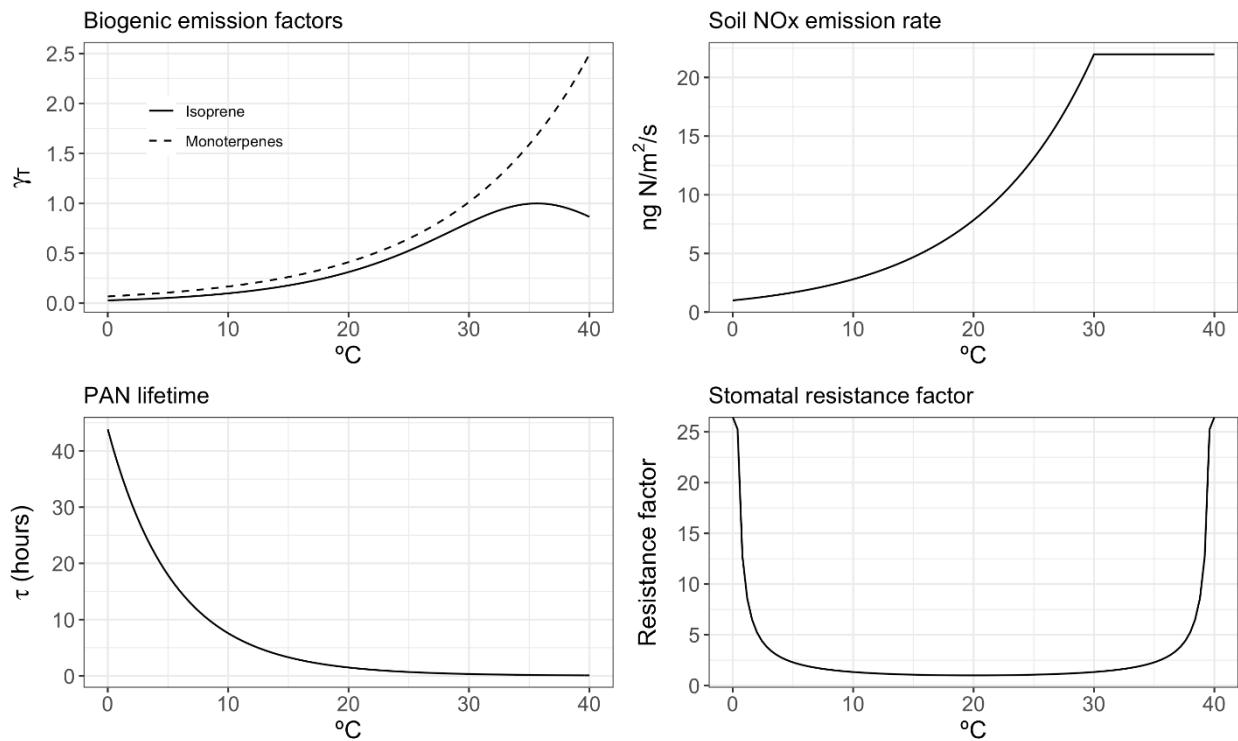 Biogenic emission factors
2.5
2.0
1.5
1.0
0.5
0.0
γT
Isoprene
Monoterpenes
0 10 20 30 40
ºC
Soil NOx emission rate
20
15
10
5
0
ng N/m²/s
0 10 20 30 40
ºC
PAN lifetime
40
30
20
10
0
τ (hours)
0 10 20 30 40
ºC
Stomatal resistance factor
25
20
15
10
5
0
Resistance factor
0 10 20 30 40
ºC